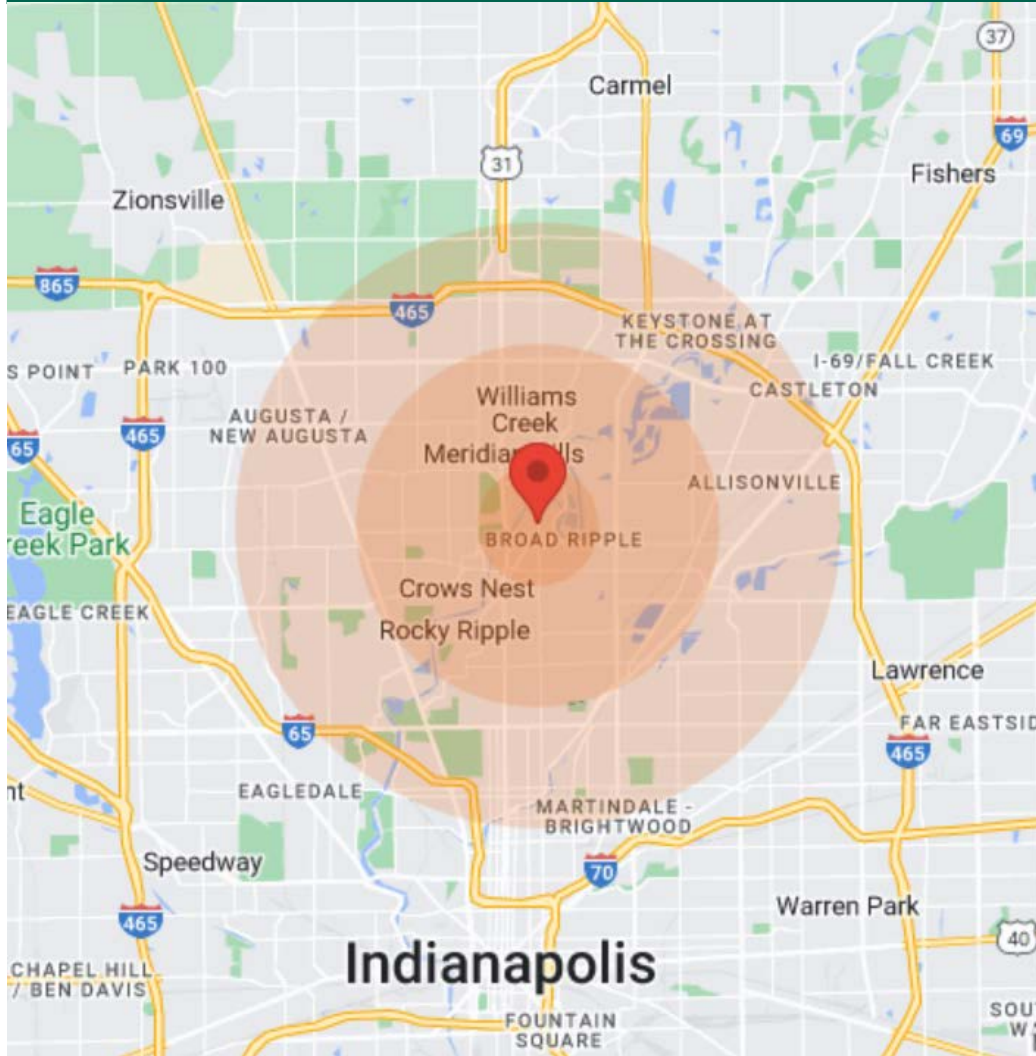 37
Carmel
69
31
Fishers
Zionsville
865
465
KEYSTONE AT
THE CROSSING
I-69/FALL CREEK
S POINT
PARK 100
CASTLETON
Williams
Creek
AUGUSTA /
NEW AUGUSTA
465
65
Meridian
lls
ALLISONVILLE
Eagle
reek Park
BROAD RIPPLE
Crows Nest
EAGLE CREEK
Rocky Ripple
Lawrence
65
FAR EASTSID
465
EAGLEDALE
nt
MARTINDALE -
BRIGHTWOOD
Speedway
70
Warren Park
465
40
Indianapolis
CHAPEL HILL
/ BEN DAVIS
FOUNTAIN
SQUARE
SOU
W